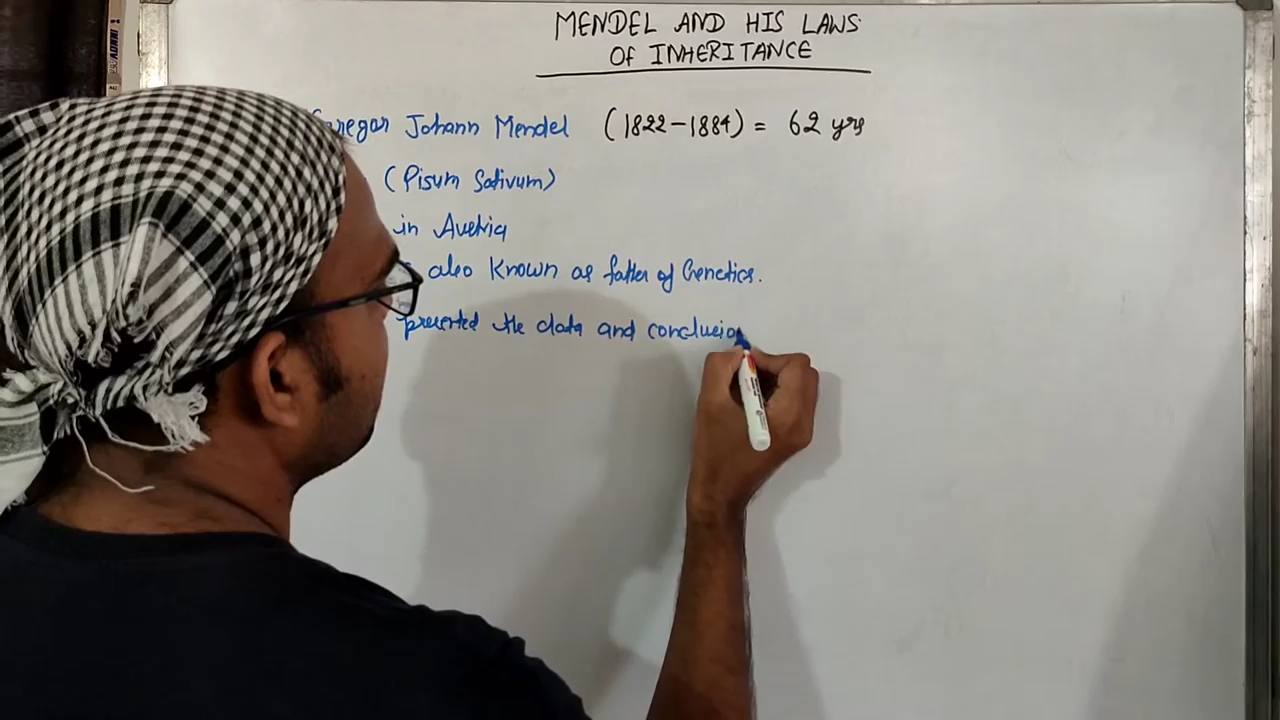 MENDEL AND HIS LAWS
OF INHERITANCE
Johann Mendel (1822-1884) = 62 yrs
(Pisum Sativum)
in Austria
also Known as father of Genetics.
presented the data and conclusio